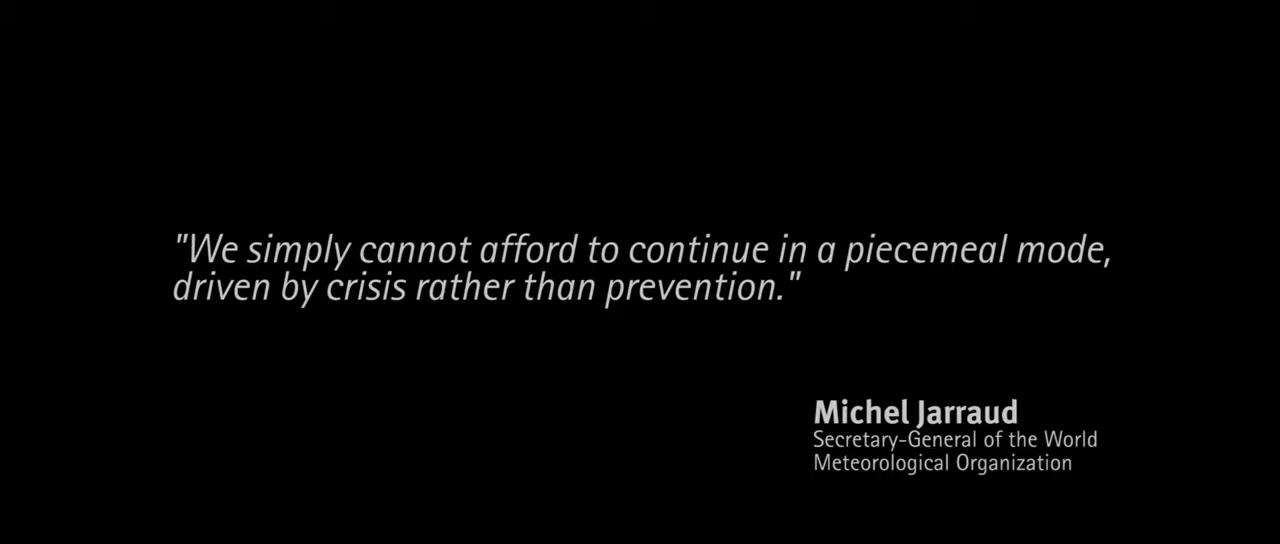 "We simply cannot afford to continue in a piecemeal mode,
driven by crisis rather than prevention."
Michel Jarraud
Secretary-General of the World
Meteorological Organization